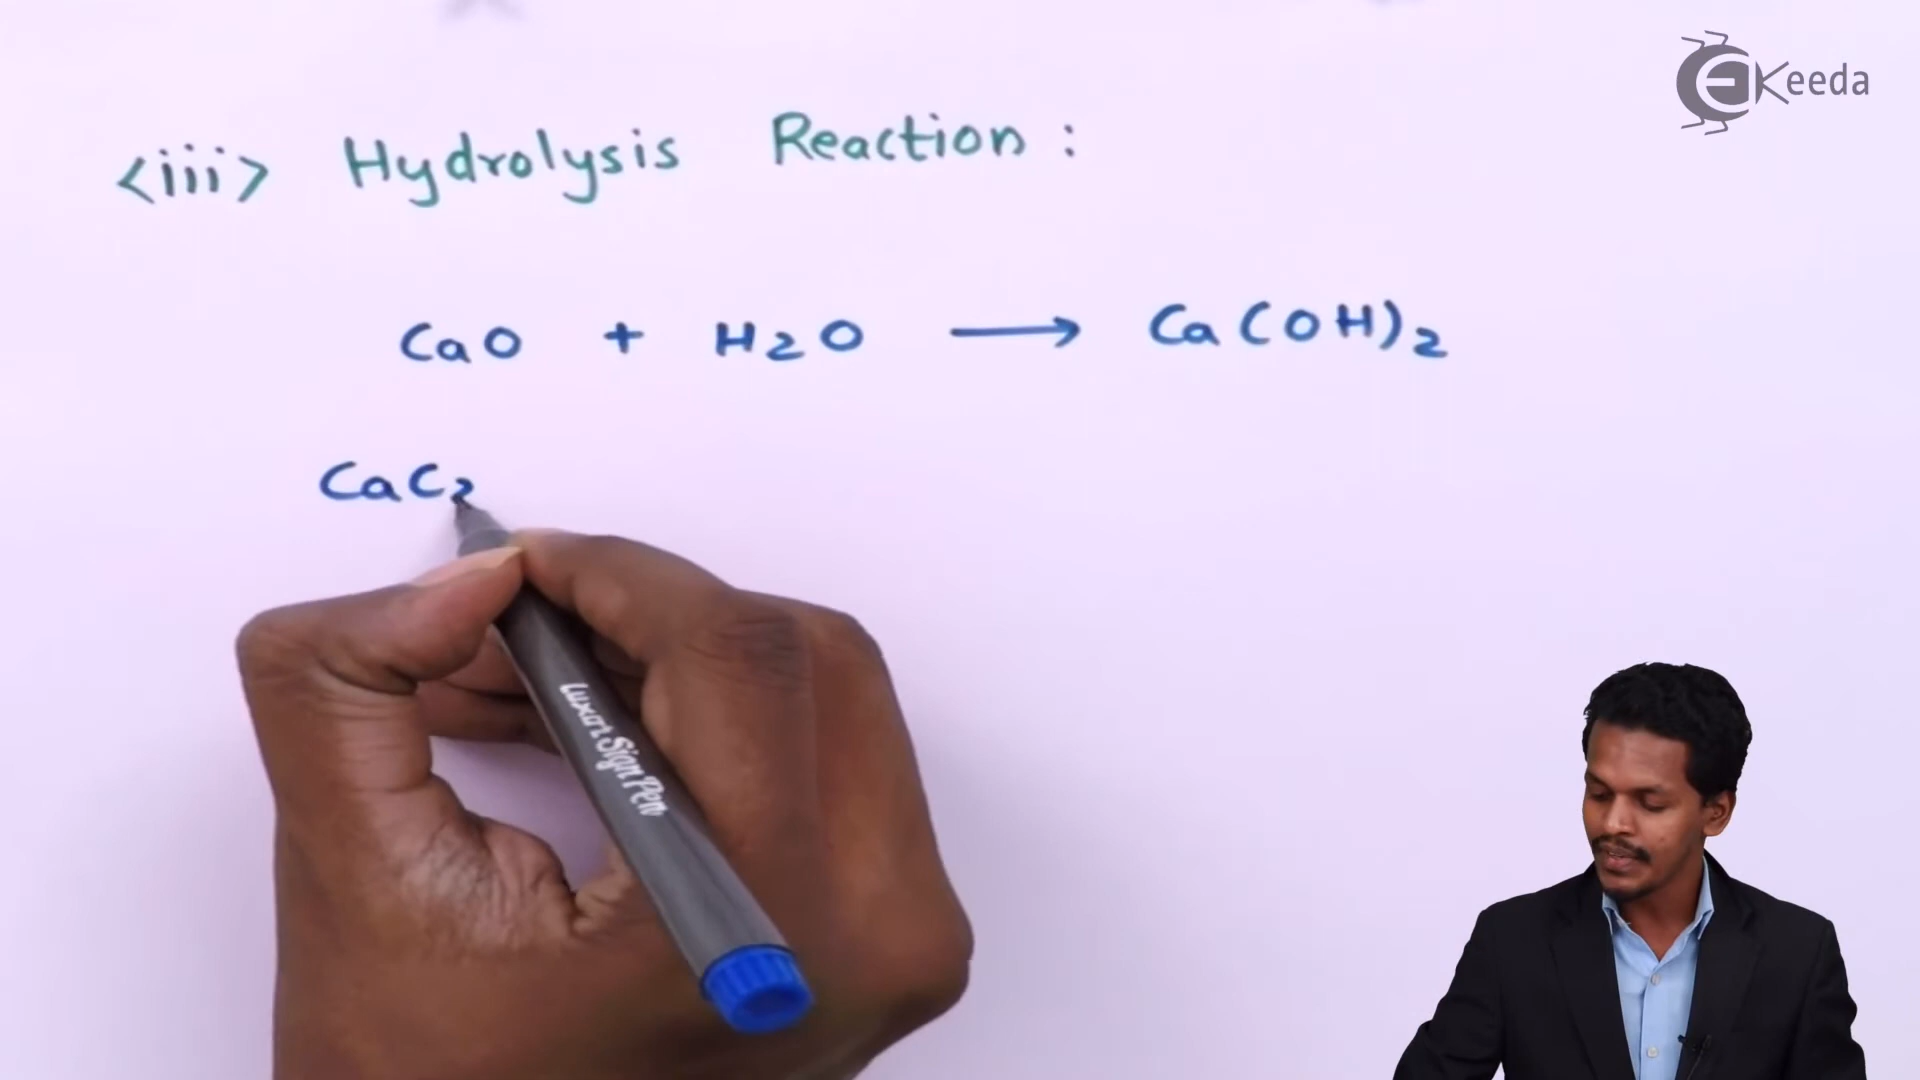 Keeda
<iii> Hydrolysis Reaction :
CaO + H2O ⟶ Ca(OH)2
CaC2
Luxor Sign Pen